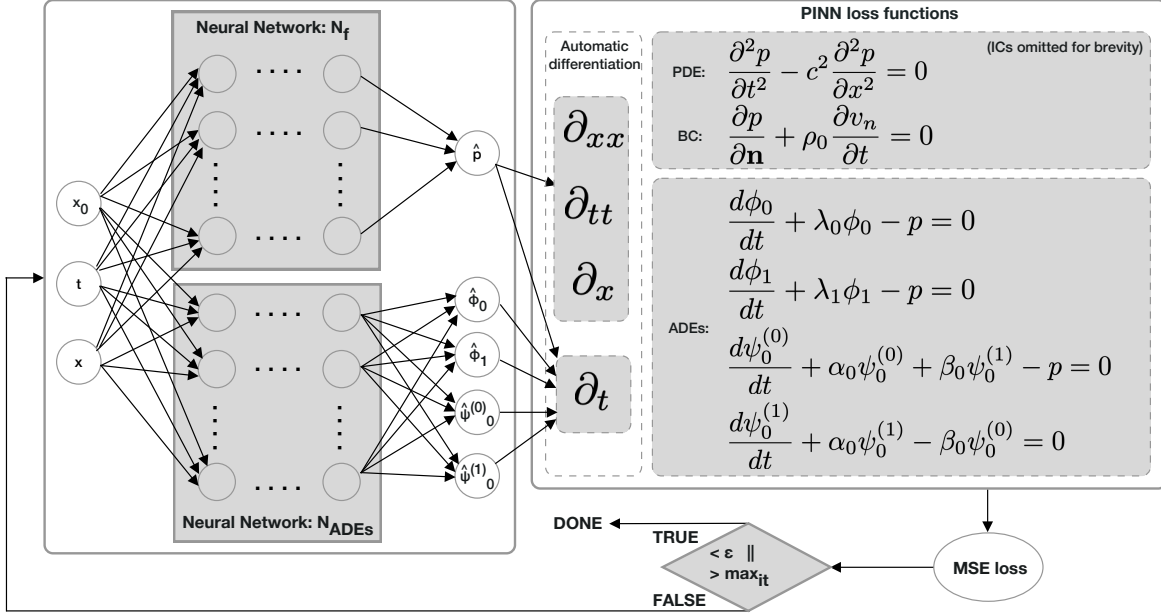 Neural Network: N_f
x_0
t
x
p̂
Φ̂_0
Φ̂_1
ψ̂^(0)_0
ψ̂^(1)_0
Neural Network: N_ADEs
PINN loss functions
Automatic
differentiation
∂_xx
∂_tt
∂_x
∂_t
(ICs omitted for brevity)
PDE: ∂²p/∂t² − c² ∂²p/∂x² = 0
BC: ∂p/∂𝐧 + ρ_0 ∂v_n/∂t = 0
ADEs:
dϕ_0/dt + λ_0ϕ_0 − p = 0
dϕ_1/dt + λ_1ϕ_1 − p = 0
dψ_0^(0)/dt + α_0ψ_0^(0) + β_0ψ_0^(1) − p = 0
dψ_0^(1)/dt + α_0ψ_0^(1) − β_0ψ_0^(0) = 0
MSE loss
< ε ||
> max_it
TRUE
DONE
FALSE